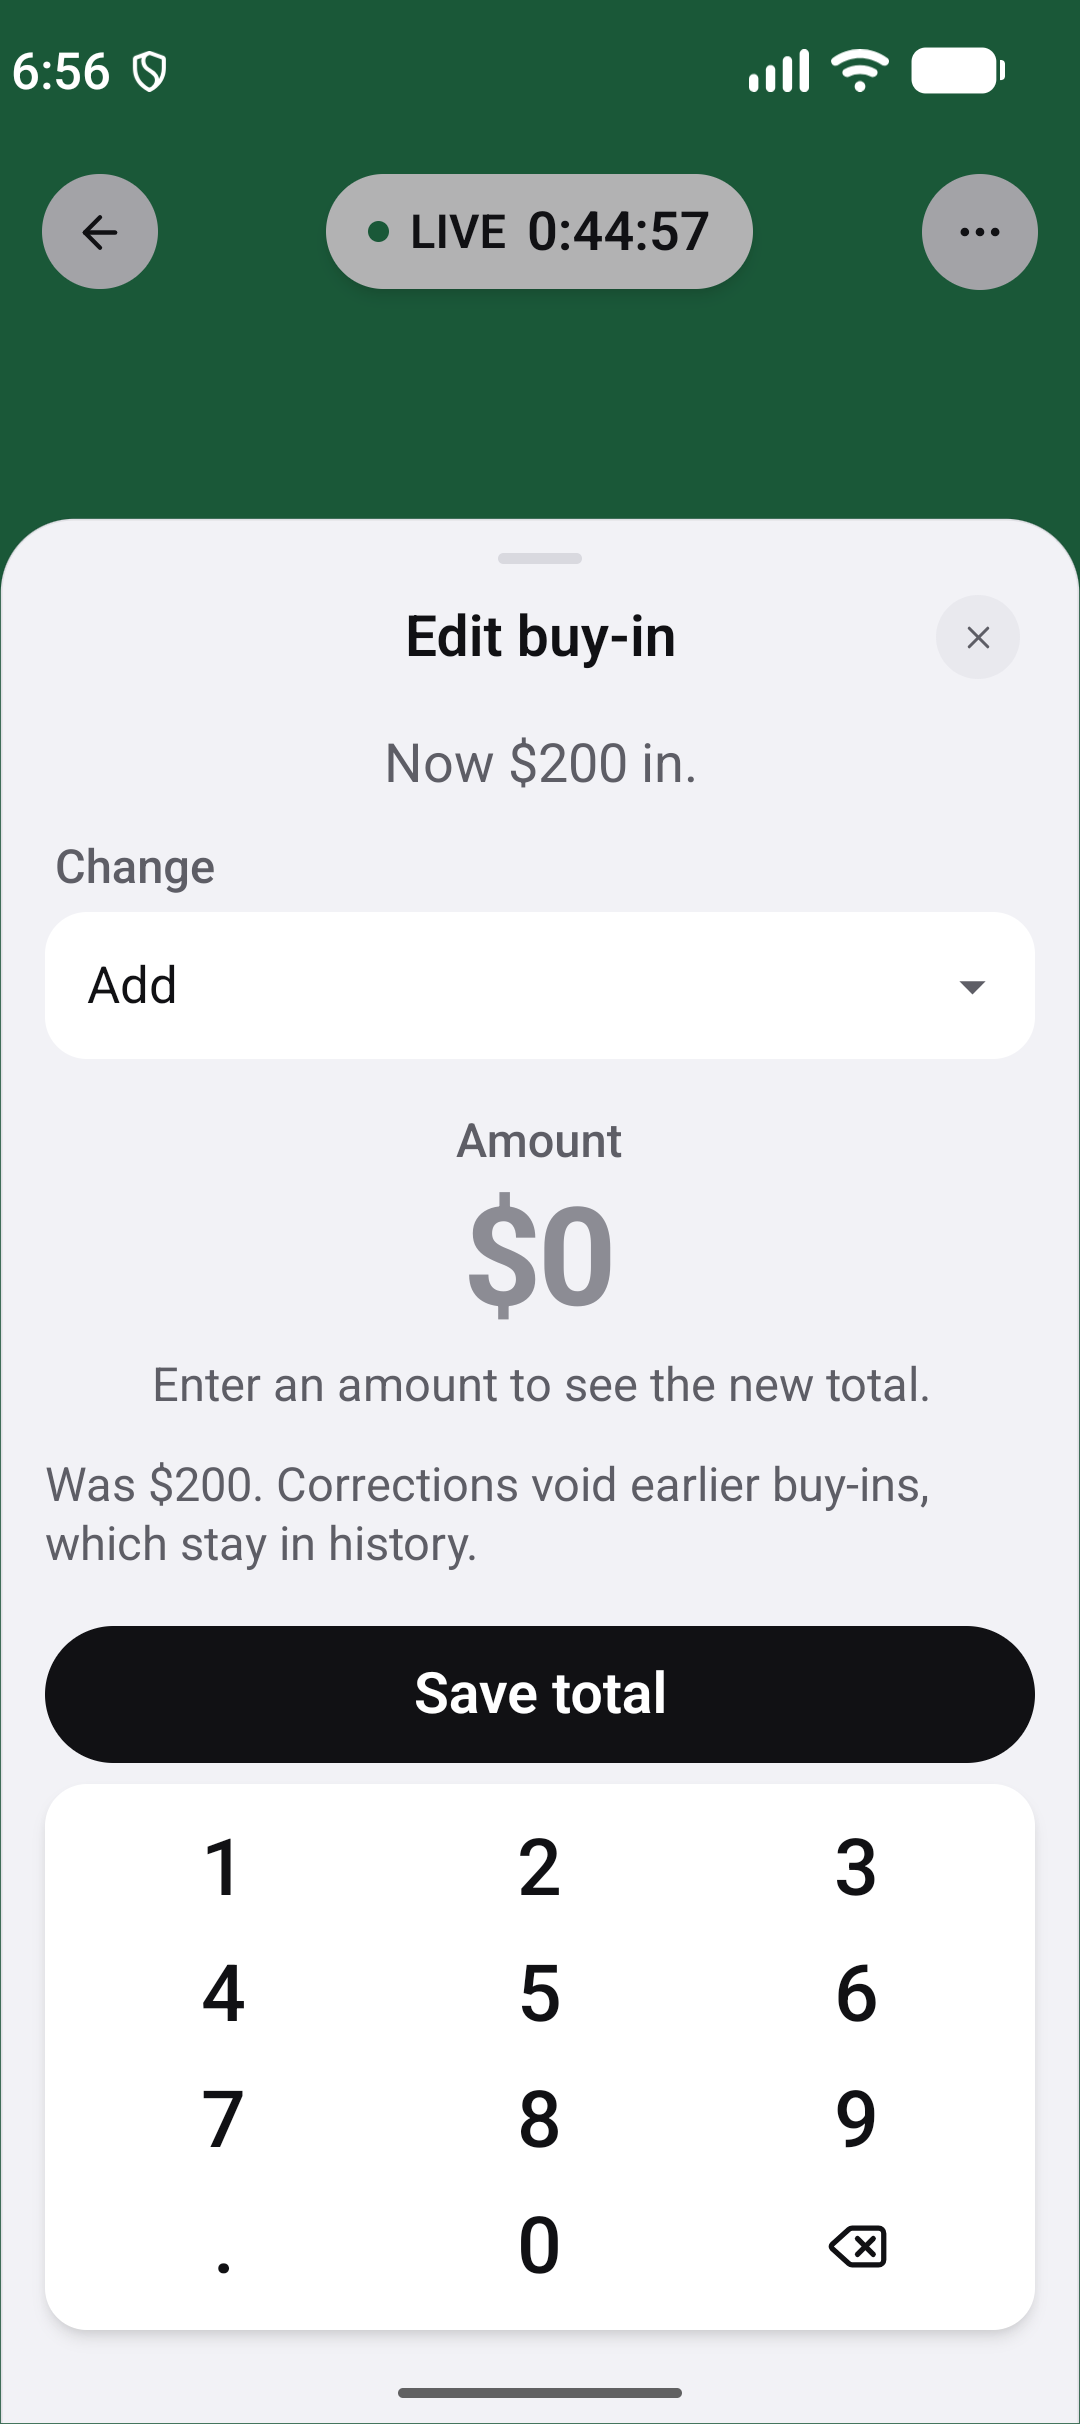 6:56
LIVE 0:44:57
Edit buy-in
Now $200 in.
Change
Add
Amount
$0
Enter an amount to see the new total.
Was $200. Corrections void earlier buy-ins,
which stay in history.
Save total
1 2 3
4 5 6
7 8 9
. 0